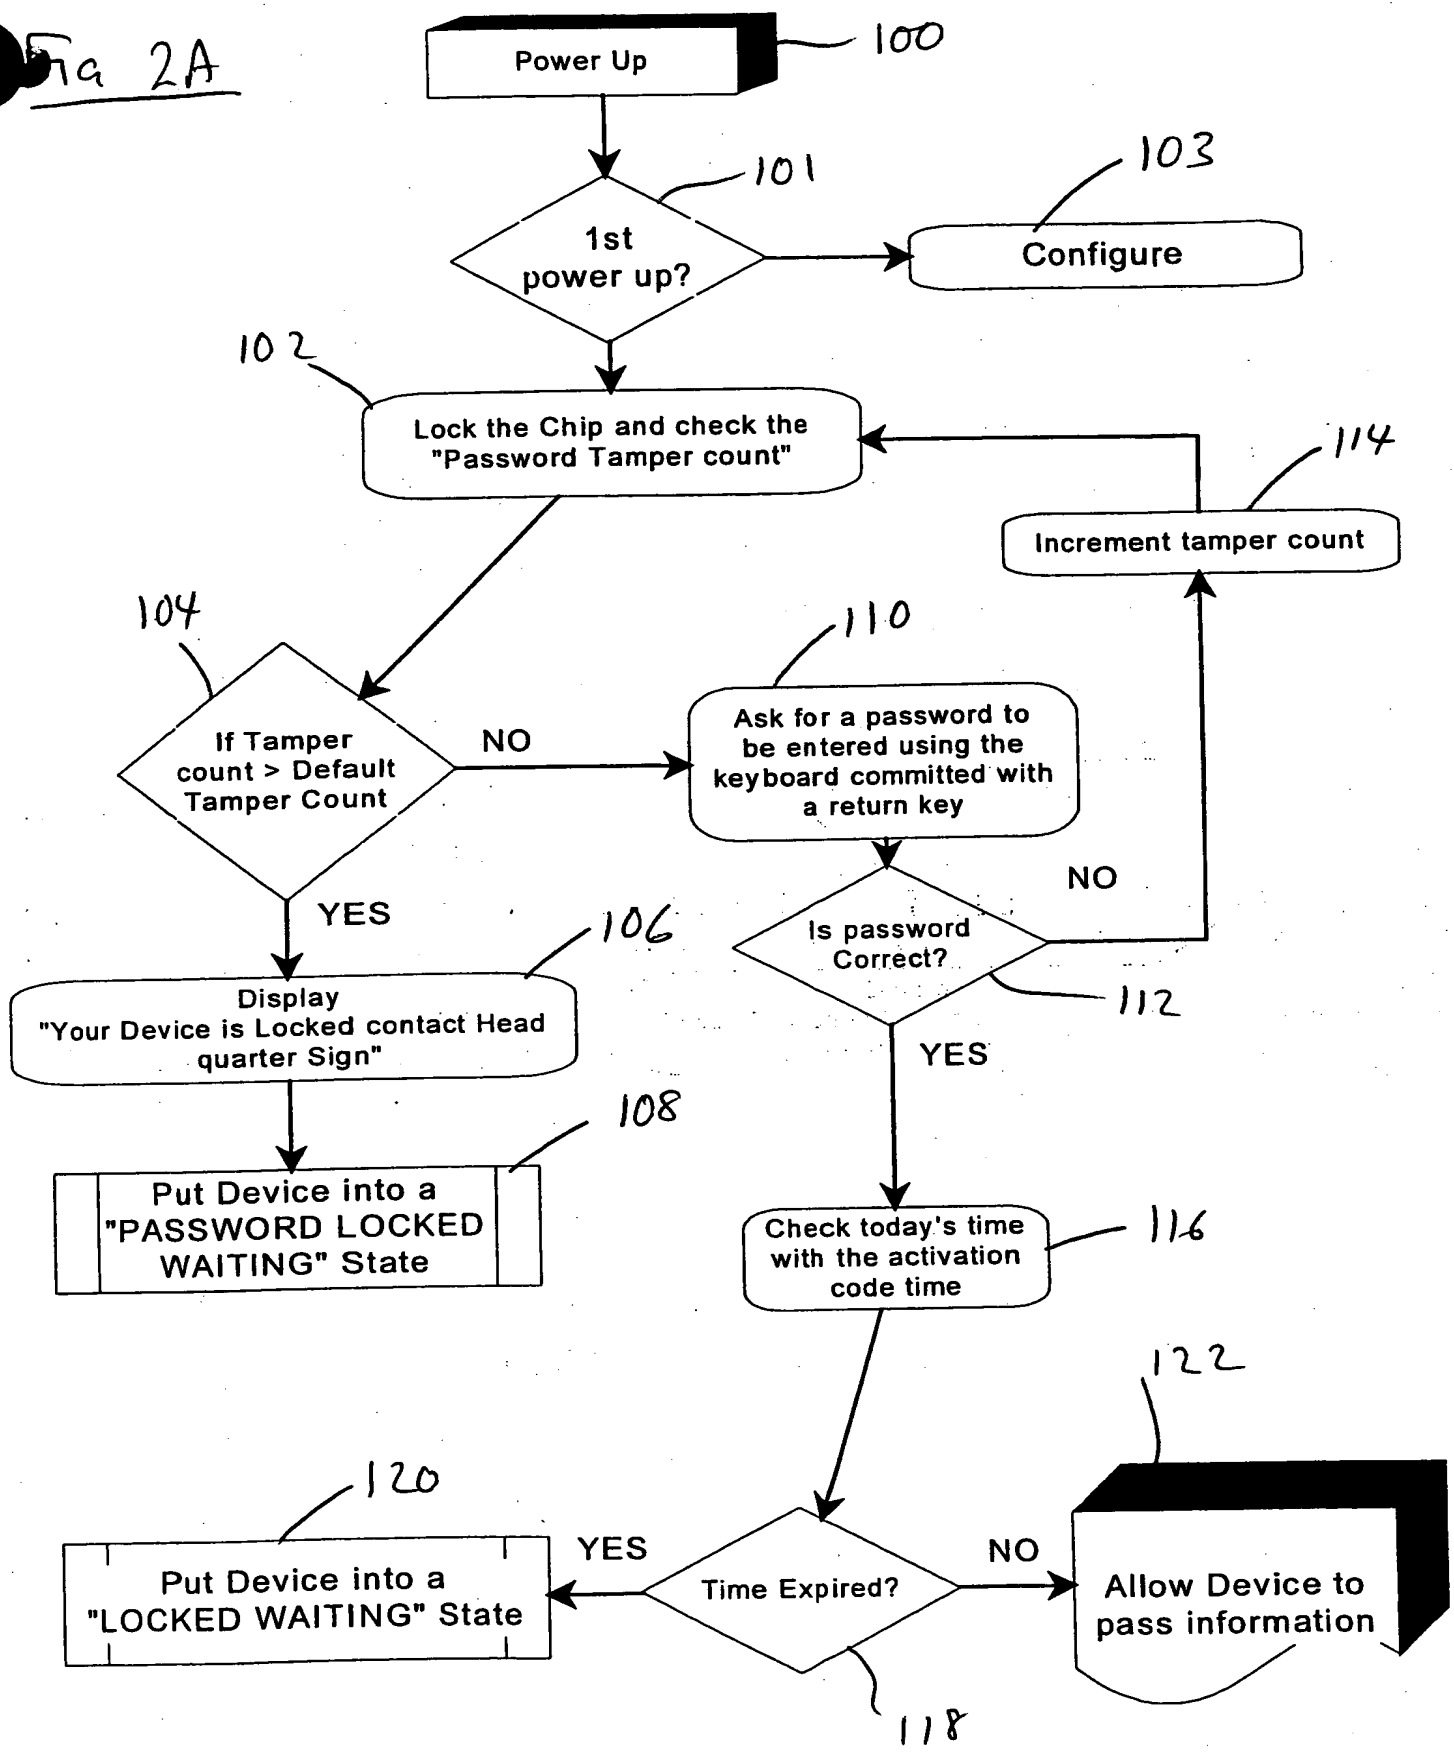 Fig 2A
Power Up
100
101
103
1st
power up?
Configure
102
Lock the Chip and check the
"Password Tamper count"
114
Increment tamper count
104
110
If Tamper
count > Default
Tamper Count
NO
Ask for a password to
be entered using the
keyboard committed with
a return key
YES
NO
106
Is password
Correct?
112
Display
"Your Device is Locked contact Head
quarter Sign"
YES
108
Put Device into a
"PASSWORD LOCKED
WAITING" State
Check today's time
with the activation
code time
116
122
120
YES
NO
Put Device into a
"LOCKED WAITING" State
Time Expired?
Allow Device to
pass information
118